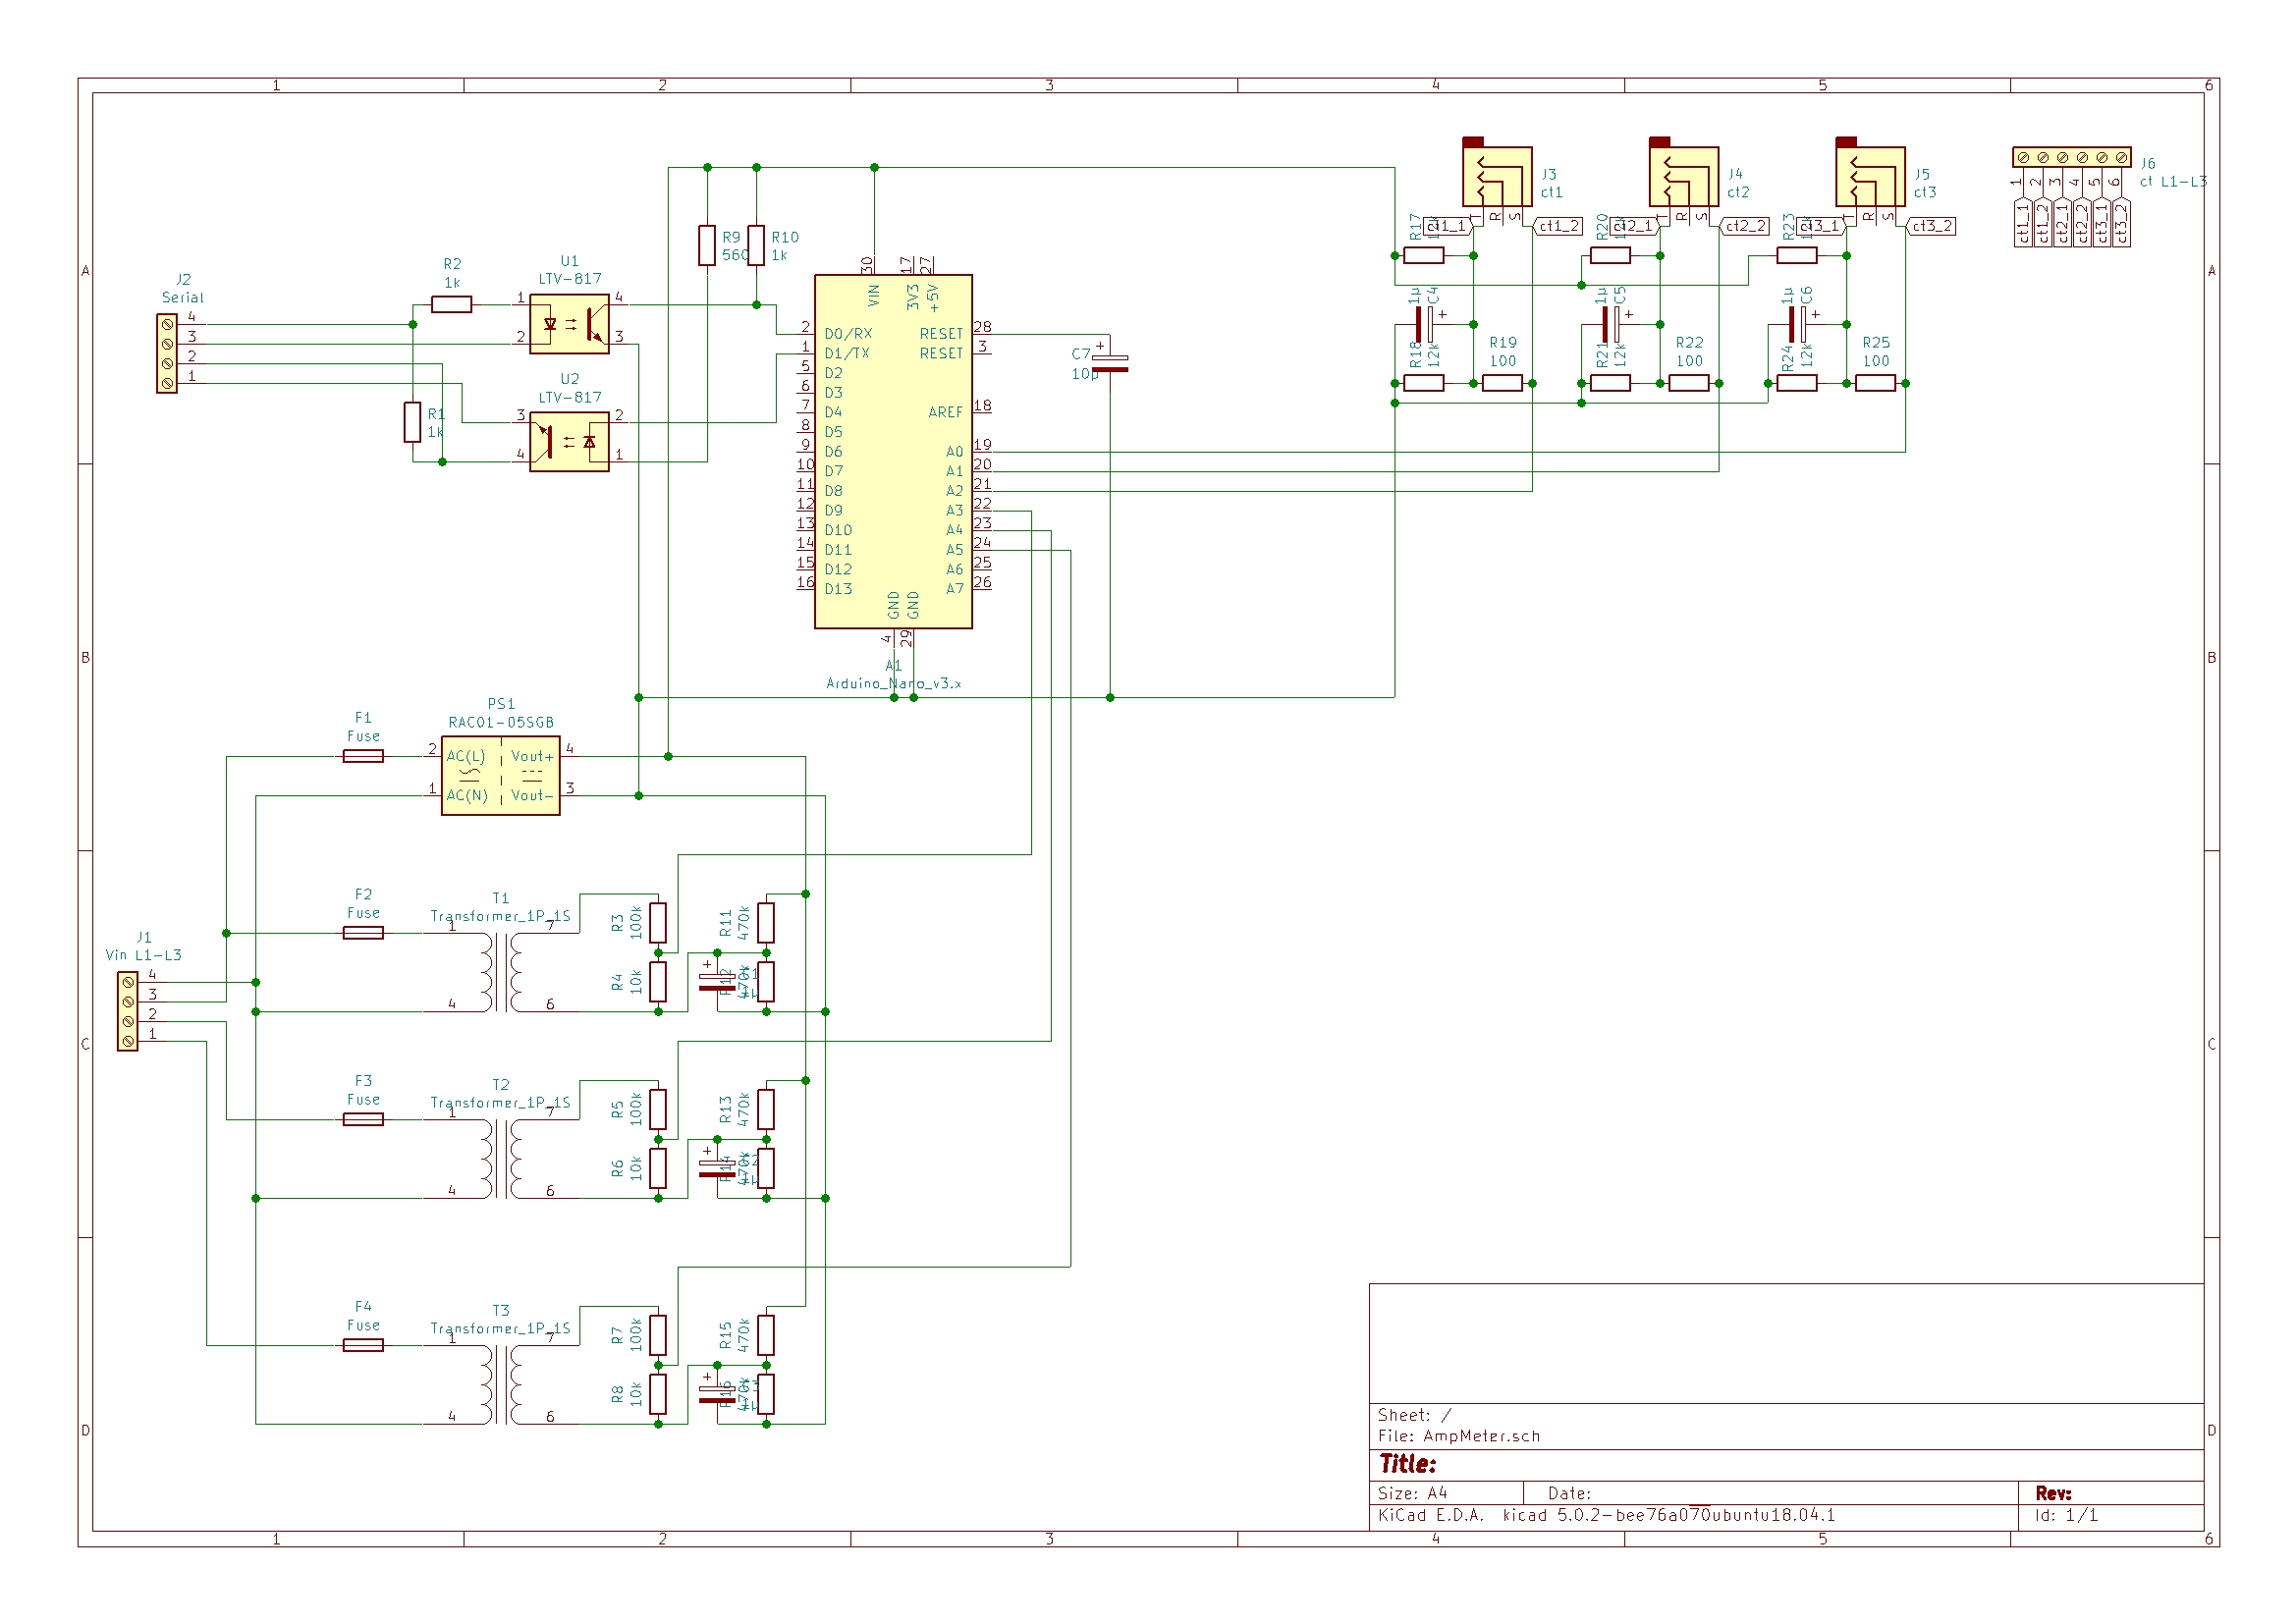 1 2 3 4 5 6
A
B
C
D
A
B
C
D
1 2 3 4 5 6
J2
Serial
4
3
2
1
R2
1k
R1
1k
U1
LTV-817
1
2
4
3
U2
LTV-817
3
4
2
1
R9
560
R10
1k
30
17
27
VIN
3V3
+5V
2 D0/RX
1 D1/TX
5 D2
6 D3
7 D4
8 D5
9 D6
10 D7
11 D8
12 D9
13 D10
14 D11
15 D12
16 D13
RESET 28
RESET 3
AREF 18
A0 19
A1 20
A2 21
A3 22
A4 23
A5 24
A6 25
A7 26
GND
GND
4
29
A1
Arduino_Nano_v3.x
C7
10µ
+
J3
ct1
T R S
ct1_1
ct1_2
R17
12k
1µ
C4
+
R18
12k
R19
100
J4
ct2
T R S
ct2_1
ct2_2
R20
12k
1µ
C5
+
R21
12k
R22
100
J5
ct3
T R S
ct3_1
ct3_2
R23
12k
1µ
C6
+
R24
12k
R25
100
J6
ct L1-L3
1 2 3 4 5 6
ct1_1
ct1_2
ct2_1
ct2_2
ct3_1
ct3_2
F1
Fuse
PS1
RAC01-05SGB
2 AC(L) Vout+ 4
1 AC(N) Vout- 3
J1
Vin L1-L3
4
3
2
1
F2
Fuse
T1
Transformer_1P_1S
1
7
4
6
R3
100k
R4
10k
R11
470k
+
R12
470k
C1
1µ
F3
Fuse
T2
Transformer_1P_1S
1
7
4
6
R5
100k
R6
10k
R13
470k
+
R14
470k
C2
1µ
F4
Fuse
T3
Transformer_1P_1S
1
7
4
6
R7
100k
R8
10k
R15
470k
+
R16
470k
C3
1µ
Sheet: /
File: AmpMeter.sch
Title:
Size: A4 Date: Rev:
KiCad E.D.A. kicad 5.0.2-bee76a070ubuntu18.04.1 Id: 1/1